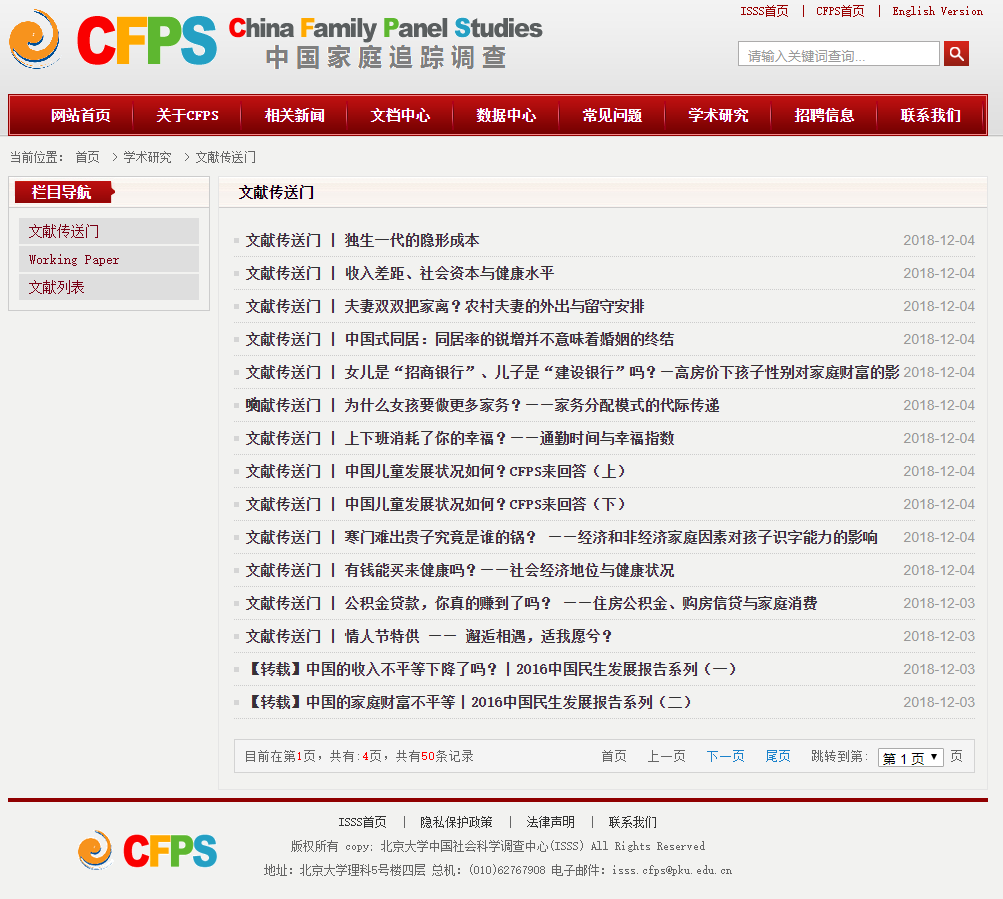 ISSS首页 | CFPS首页 | English Version
CFPS China Family Panel Studies
中国家庭追踪调查
请输入关键词查询...
网站首页 关于CFPS 相关新闻 文档中心 数据中心 常见问题 学术研究 招聘信息 联系我们
当前位置： 首页 > 学术研究 > 文献传送门
栏目导航
文献传送门
Working Paper
文献列表
文献传送门
文献传送门 | 独生一代的隐形成本 2018-12-04
文献传送门 | 收入差距、社会资本与健康水平 2018-12-04
文献传送门 | 夫妻双双把家离？农村夫妻的外出与留守安排 2018-12-04
文献传送门 | 中国式同居：同居率的锐增并不意味着婚姻的终结 2018-12-04
文献传送门 | 女儿是“招商银行”、儿子是“建设银行”吗？—高房价下孩子性别对家庭财富的影 2018-12-04
文献传送门 | 为什么女孩要做更多家务？——家务分配模式的代际传递 2018-12-04
文献传送门 | 上下班消耗了你的幸福？——通勤时间与幸福指数 2018-12-04
文献传送门 | 中国儿童发展状况如何？CFPS来回答（上） 2018-12-04
文献传送门 | 中国儿童发展状况如何？CFPS来回答（下） 2018-12-04
文献传送门 | 寒门难出贵子究竟是谁的锅？ ——经济和非经济家庭因素对孩子识字能力的影响 2018-12-04
文献传送门 | 有钱能买来健康吗？——社会经济地位与健康状况 2018-12-04
文献传送门 | 公积金贷款，你真的赚到了吗？ ——住房公积金、购房信贷与家庭消费 2018-12-03
文献传送门 | 情人节特供 —— 邂逅相遇，适我愿兮？ 2018-12-03
【转载】中国的收入不平等下降了吗？|2016中国民生发展报告系列（一） 2018-12-03
【转载】中国的家庭财富不平等|2016中国民生发展报告系列（二） 2018-12-03
目前在第1页，共有:4页，共有50条记录 首页 上一页 下一页 尾页 跳转到第： 第 1 页 页
ISSS首页 | 隐私保护政策 | 法律声明 | 联系我们
CFPS
版权所有 copy: 北京大学中国社会科学调查中心(ISSS) All Rights Reserved
地址：北京大学理科5号楼四层 总机：(010)62767908 电子邮件：isss.cfps@pku.edu.cn